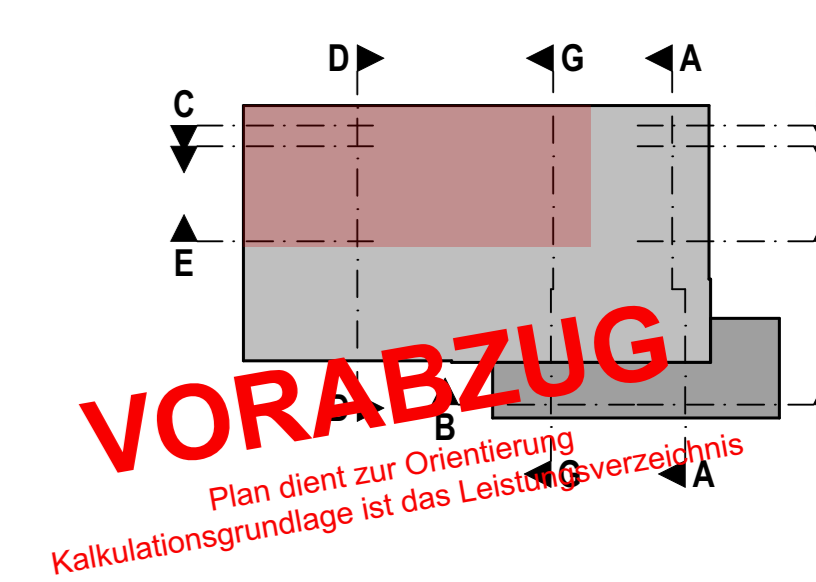 D G A
C
E
VORABZUG
D
B
Plan dient zur Orientierung
Kalkulationsgrundlage ist das Leistungsverzeichnis
G A